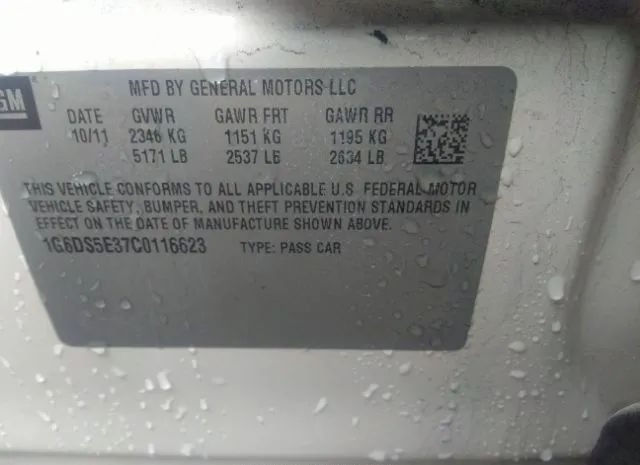 GM
MFD BY GENERAL MOTORS LLC
DATE GVWR GAWR FRT GAWR RR
10/11 2346 KG 1151 KG 1195 KG
5171 LB 2537 LB 2634 LB
THIS VEHICLE CONFORMS TO ALL APPLICABLE U.S. FEDERAL MOTOR
VEHICLE SAFETY, BUMPER, AND THEFT PREVENTION STANDARDS IN
EFFECT ON THE DATE OF MANUFACTURE SHOWN ABOVE.
1G6DS5E37C0116623 TYPE: PASS CAR